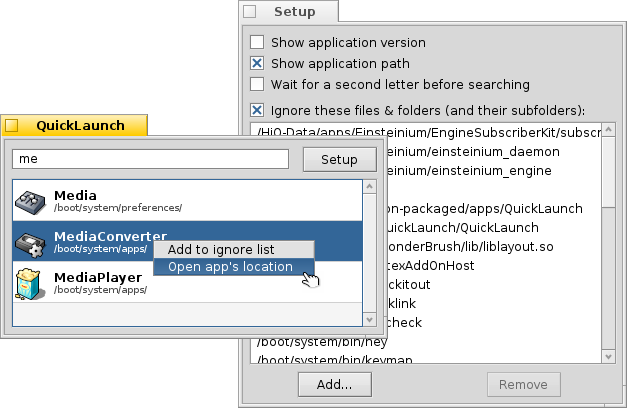 Setup
Show application version
Show application path
Wait for a second letter before searching
Ignore these files & folders (and their subfolders):
/HiQ-Data/apps/Einsteinium/EngineSubscriberKit/subscr
einsteinium/einsteinium_daemon
einsteinium/einsteinium_engine
on-packaged/apps/QuickLaunch
QuickLaunch/QuickLaunch
onderBrush/lib/liblayout.so
texAddOnHost
ckitout
klink
check
/boot/system/bin/hey
/boot/system/bin/keymap
Add...
Remove
QuickLaunch
me
Setup
Media
/boot/system/preferences/
MediaConverter
/boot/system/apps/
Add to ignore list
Open app's location
MediaPlayer
/boot/system/apps/